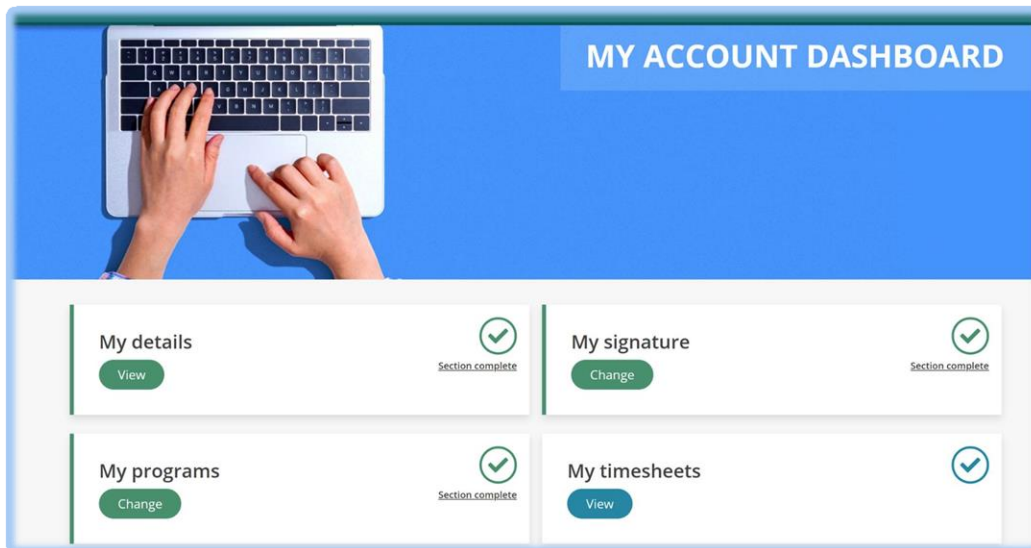 MY ACCOUNT DASHBOARD
My details
View
Section complete
My signature
Change
Section complete
My programs
Change
Section complete
My timesheets
View